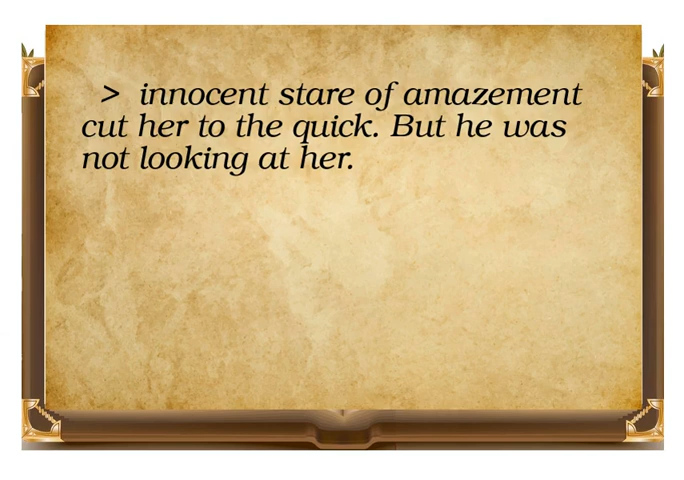 > innocent stare of amazement
cut her to the quick. But he was
not looking at her.